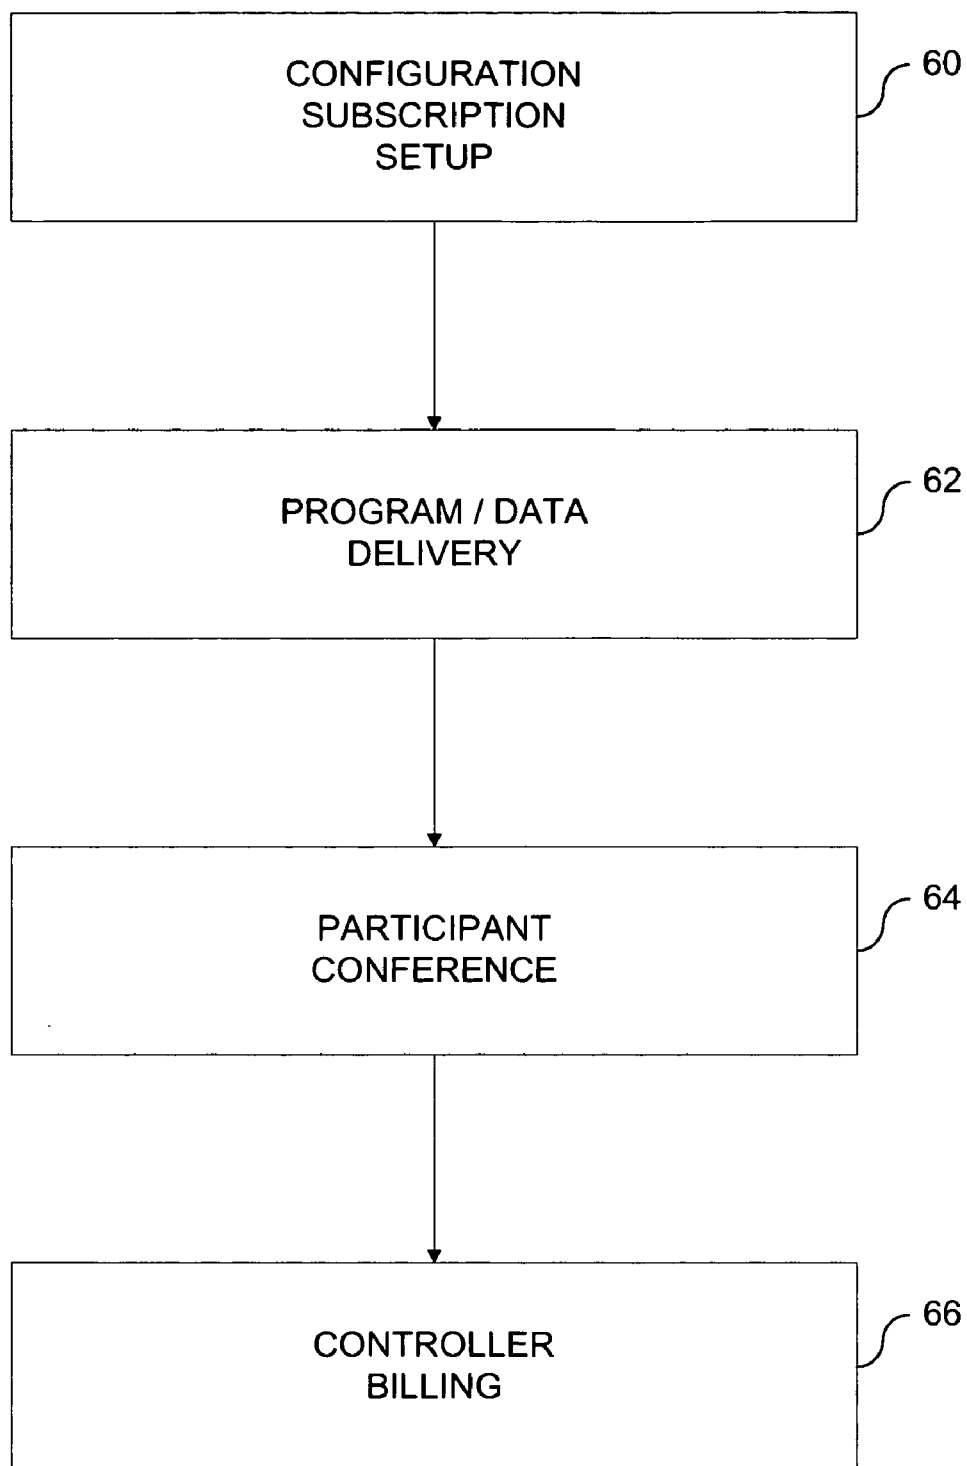 CONFIGURATION
SUBSCRIPTION
SETUP
60
PROGRAM / DATA
DELIVERY
62
PARTICIPANT
CONFERENCE
64
CONTROLLER
BILLING
66